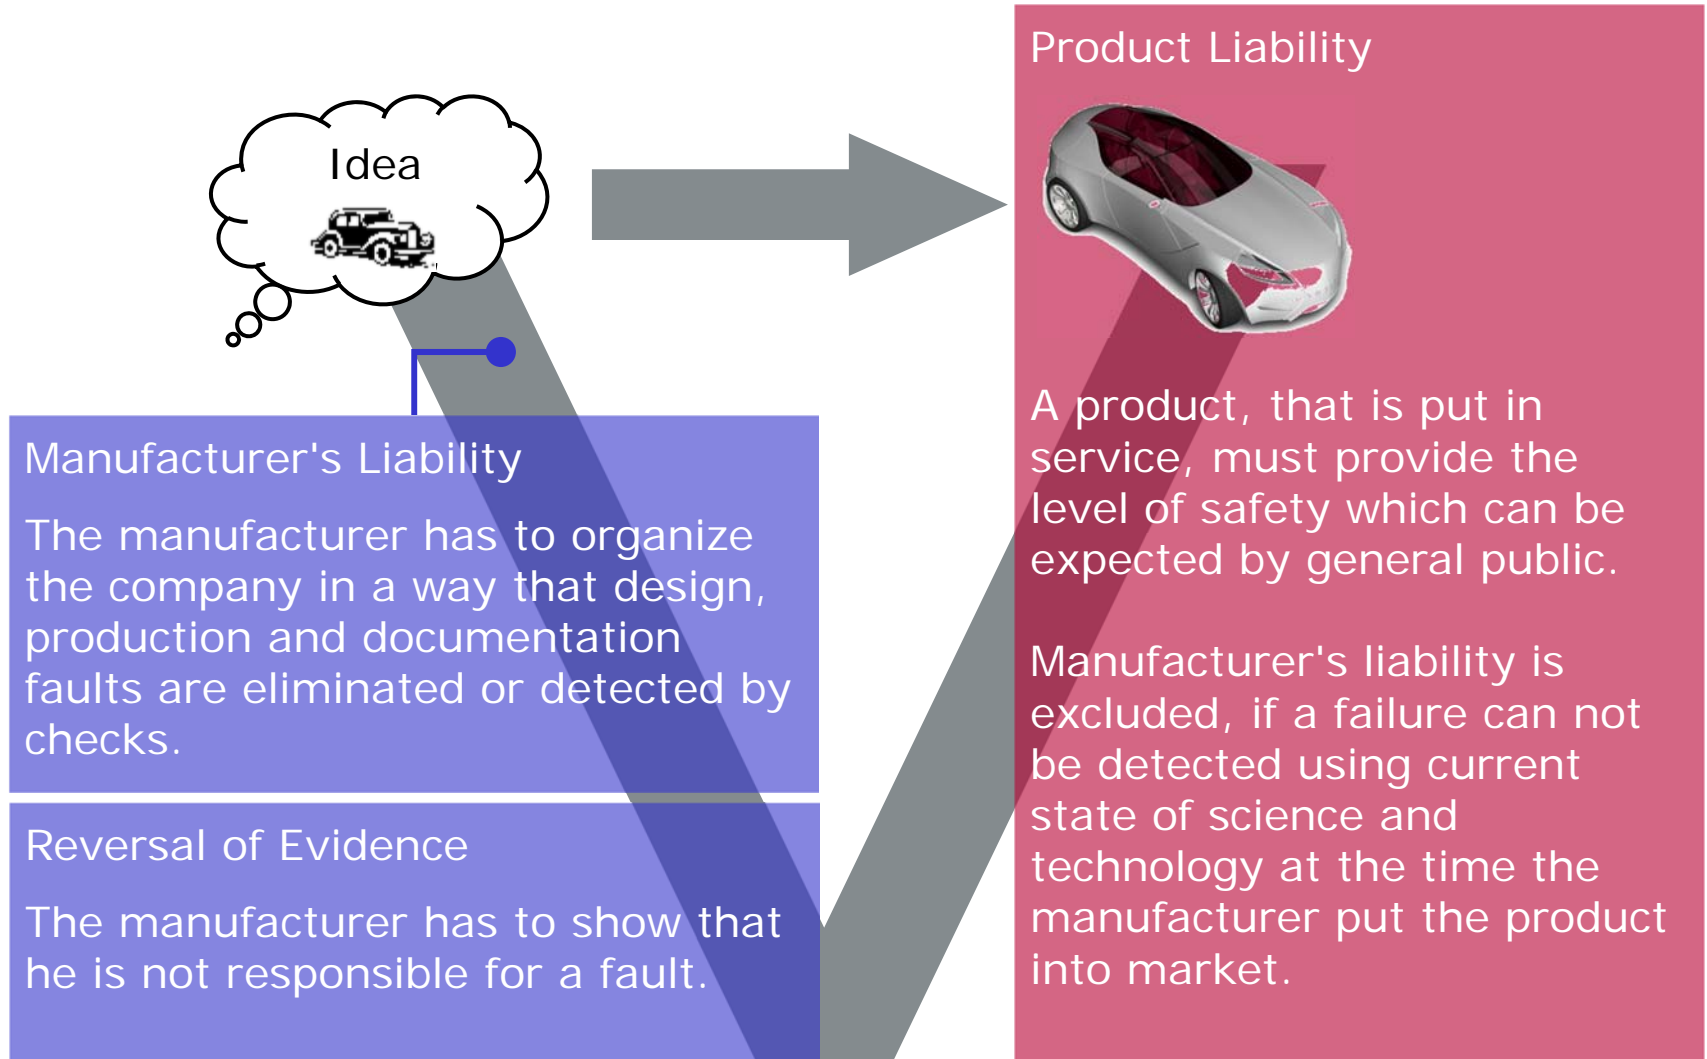 Idea
Manufacturer's Liability
The manufacturer has to organize
the company in a way that design,
production and documentation
faults are eliminated or detected by
checks.
Reversal of Evidence
The manufacturer has to show that
he is not responsible for a fault.
Product Liability
A product, that is put in
service, must provide the
level of safety which can be
expected by general public.
Manufacturer's liability is
excluded, if a failure can not
be detected using current
state of science and
technology at the time the
manufacturer put the product
into market.